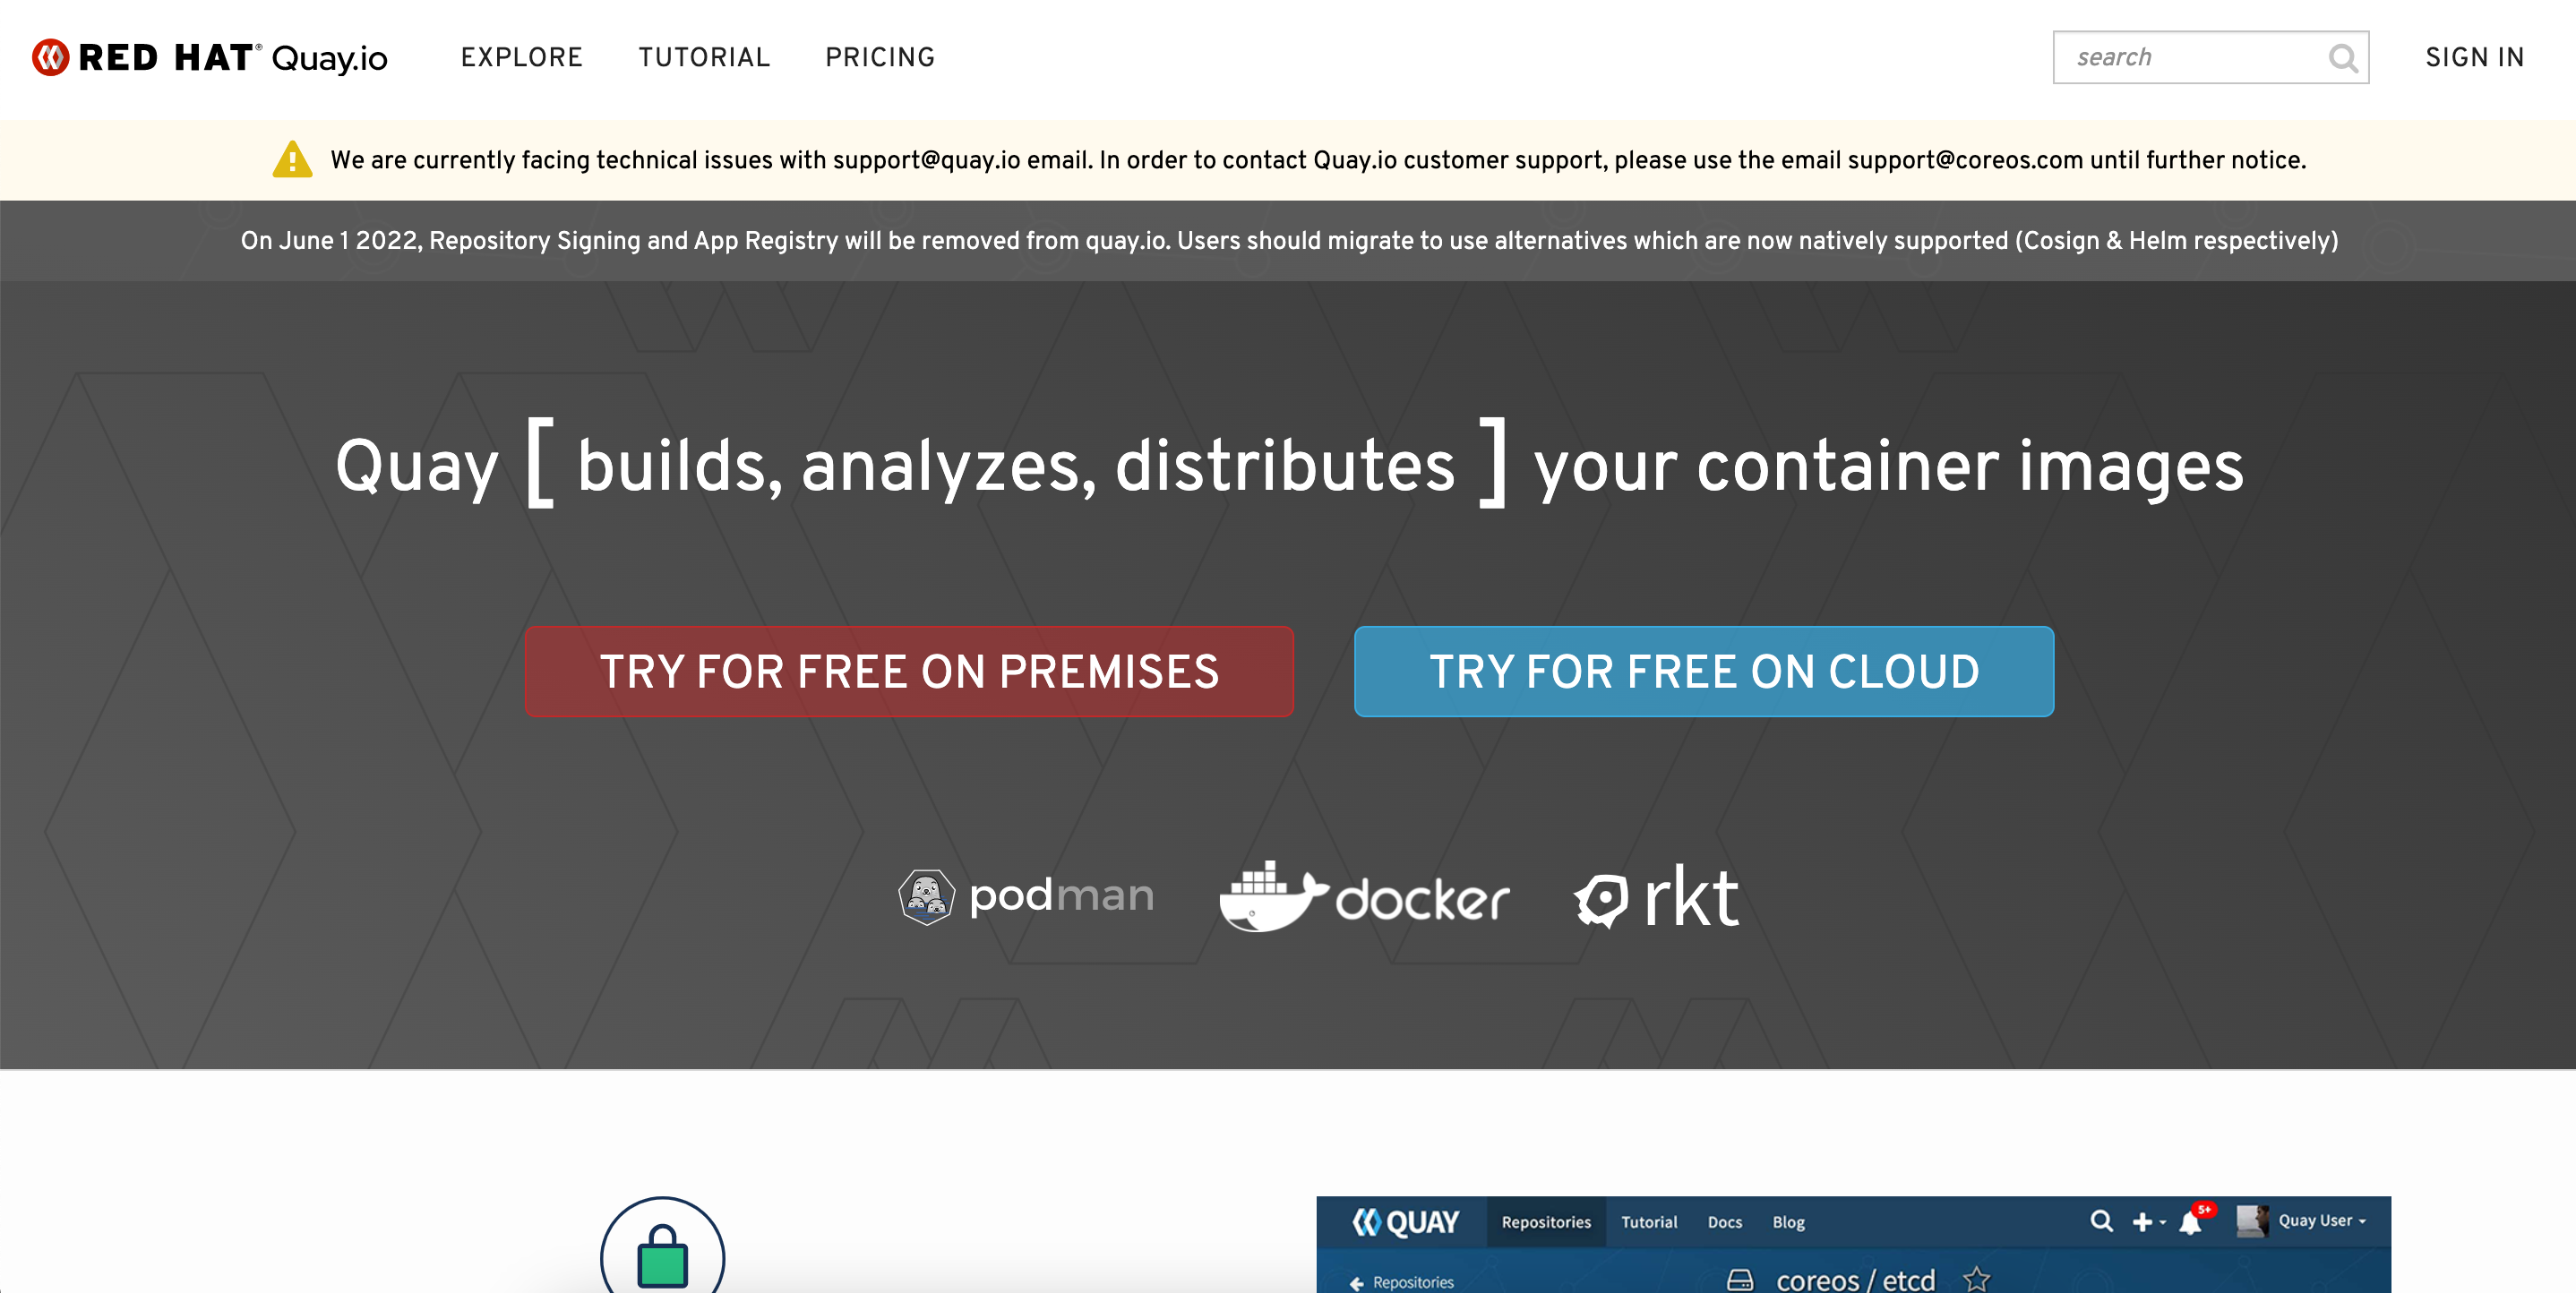 RED HAT® Quay.io EXPLORE TUTORIAL PRICING search SIGN IN
We are currently facing technical issues with support@quay.io email. In order to contact Quay.io customer support, please use the email support@coreos.com until further notice.
On June 1 2022, Repository Signing and App Registry will be removed from quay.io. Users should migrate to use alternatives which are now natively supported (Cosign & Helm respectively)
Quay [ builds, analyzes, distributes ] your container images
TRY FOR FREE ON PREMISES TRY FOR FREE ON CLOUD
podman docker rkt
QUAY Repositories Tutorial Docs Blog 5+ Quay User
Repositories coreos / etcd